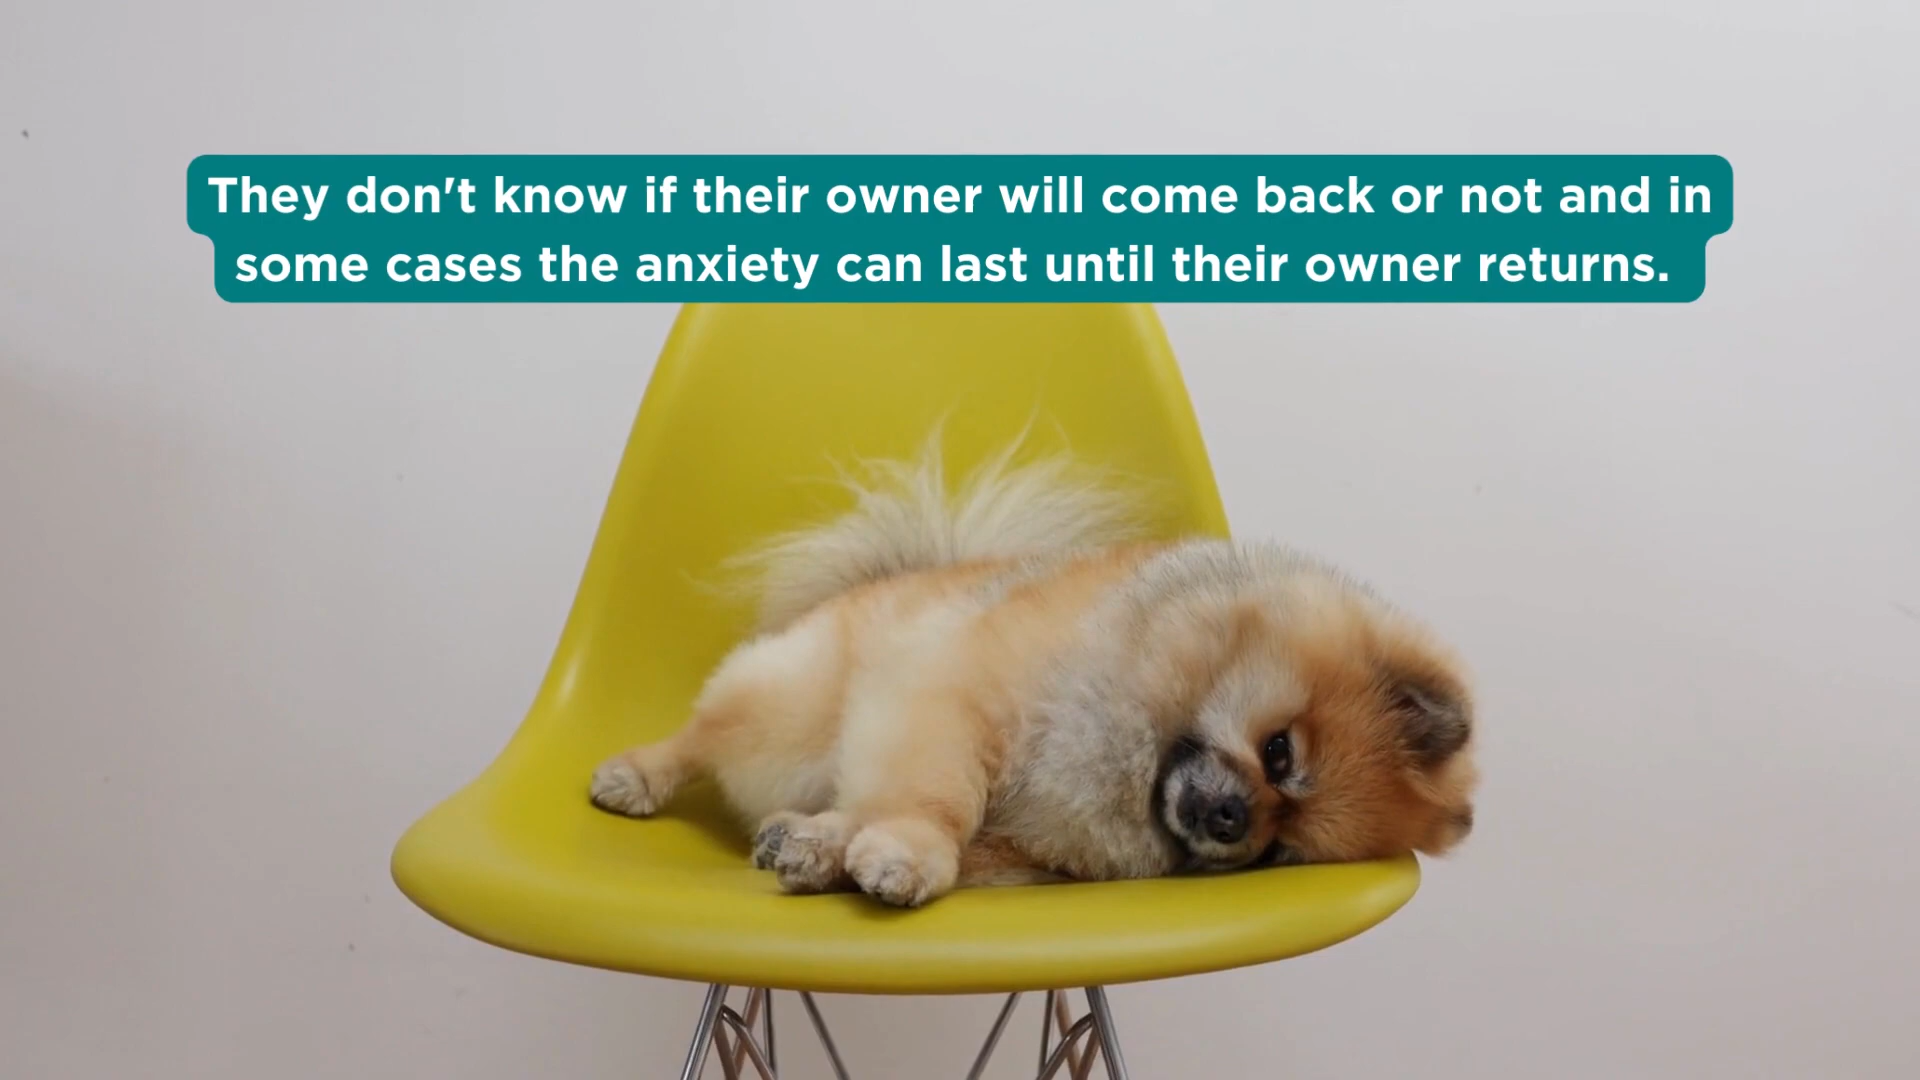 They don't know if their owner will come back or not and in
some cases the anxiety can last until their owner returns.